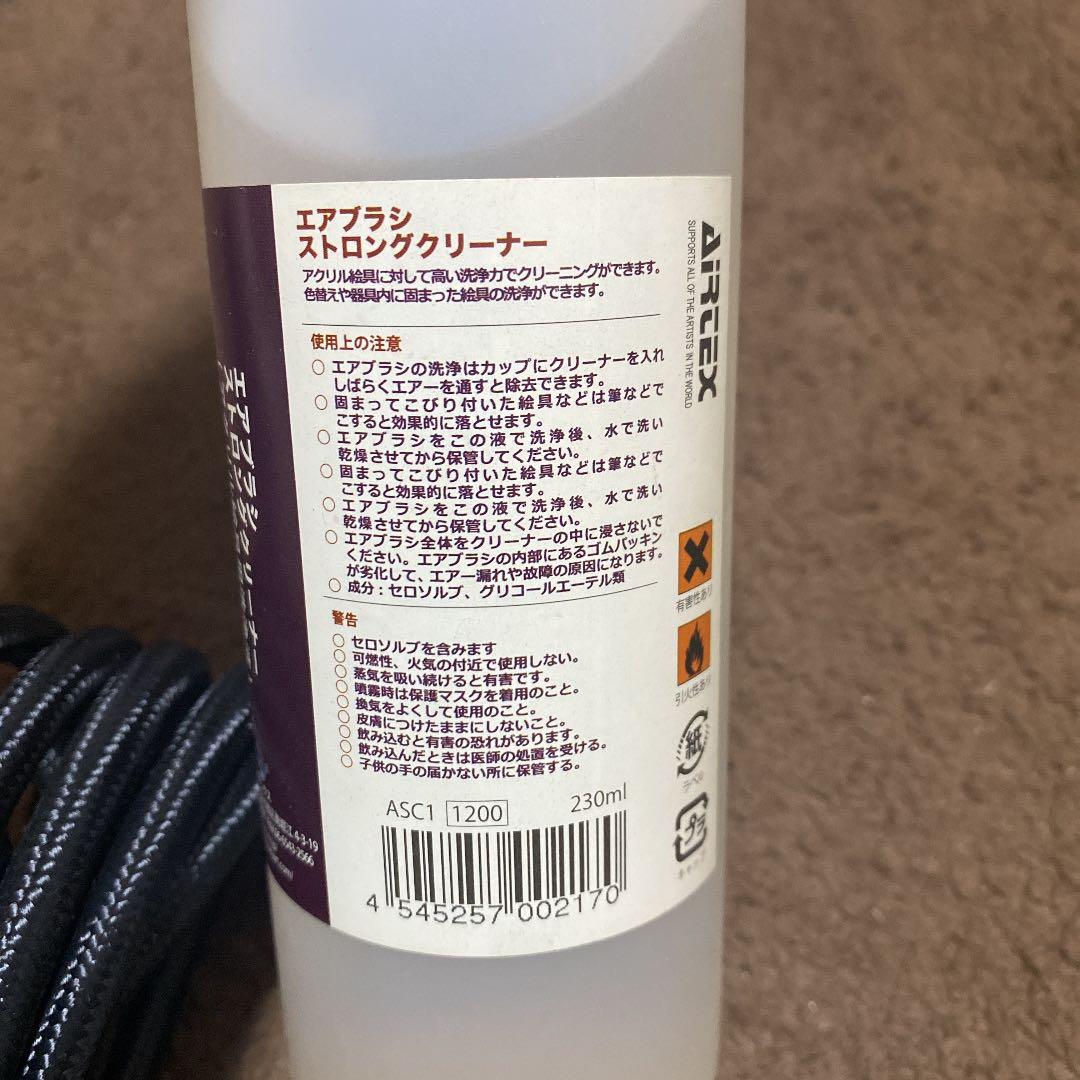 エアブラシ
ストロングクリーナー
アクリル絵具に対して高い洗浄力でクリーニングができます。
色替えや器具内に固まった絵具の洗浄ができます。
使用上の注意
○ エアブラシの洗浄はカップにクリーナーを入れ
しばらくエアーを通すと除去できます。
○ 固まってこびり付いた絵具などは筆などで
こすると効果的に落とせます。
○ エアブラシをこの液で洗浄後、水で洗い
乾燥させてから保管してください。
○ 固まってこびり付いた絵具などは筆などで
こすると効果的に落とせます。
○ エアブラシをこの液で洗浄後、水で洗い
乾燥させてから保管してください。
○ エアブラシ全体をクリーナーの中に浸さないで
ください。エアブラシの内部にあるゴムパッキン
が劣化して、エアー漏れや故障の原因になります。
○ 成分：セロソルブ、グリコールエーテル類
警告
○ セロソルブを含みます
○ 可燃性、火気の付近で使用しない。
○ 蒸気を吸い続けると有害です。
○ 噴霧時は保護マスクを着用のこと。
○ 換気をよくして使用のこと。
○ 皮膚につけたままにしないこと。
○ 飲み込むと有害の恐れがあります。
○ 飲み込んだときは医師の処置を受ける。
○ 子供の手の届かない所に保管する。
ASC1 1200 230ml
4 545257 002170
AIRTEX
SUPPORTS ALL OF THE ARTISTS IN THE WORLD
有害性あり
引火性あり
紙
ラベル
プラ
キャップ
4-3-19